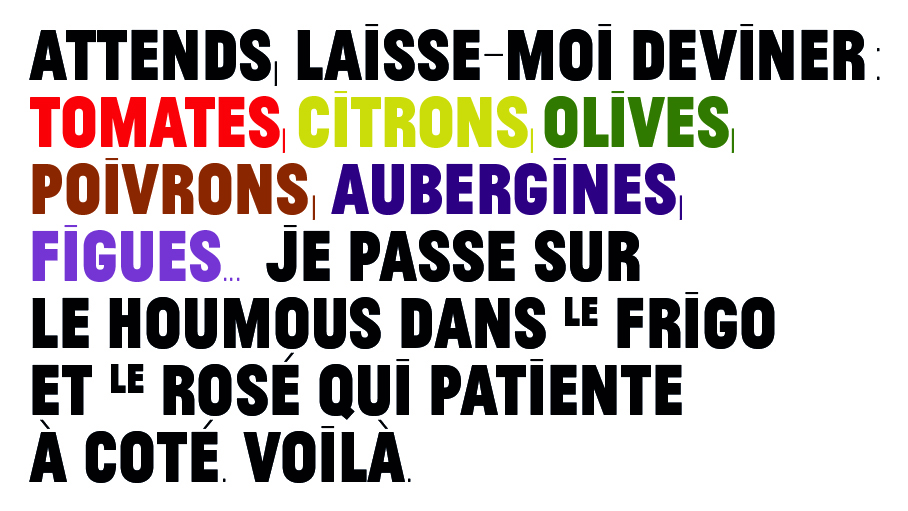 ATTENDS, LAISSE-MOI DEVINER :
TOMATES, CITRONS, OLIVES,
POIVRONS, AUBERGINES,
FIGUES... JE PASSE SUR
LE HOUMOUS DANS LE FRIGO
ET LE ROSÉ QUI PATIENTE
À COTÉ. VOILÀ.